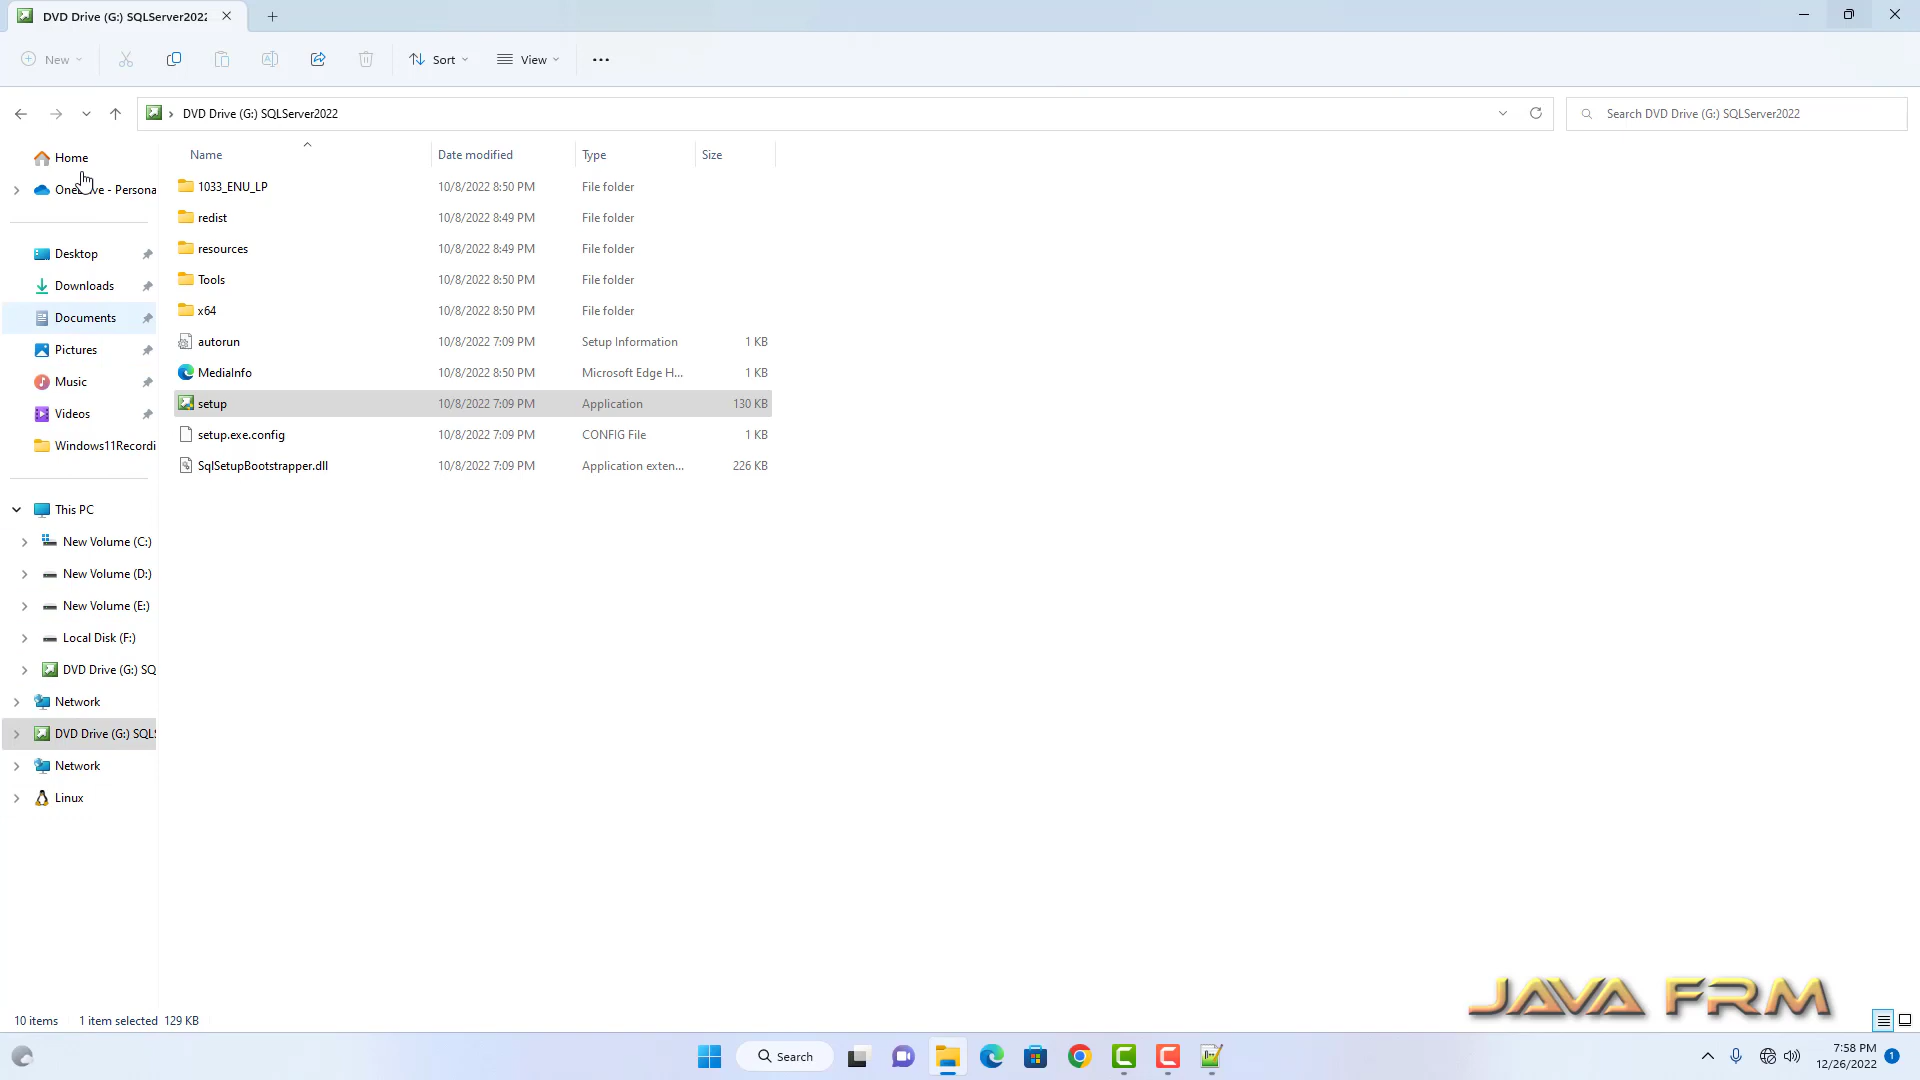 DVD Drive (G:) SQLServer2022
New
Sort
View
DVD Drive (G:) SQLServer2022
Search DVD Drive (G:) SQLServer2022
Name Date modified Type Size
1033_ENU_LP 10/8/2022 8:50 PM File folder
redist 10/8/2022 8:49 PM File folder
resources 10/8/2022 8:49 PM File folder
Tools 10/8/2022 8:50 PM File folder
x64 10/8/2022 8:50 PM File folder
autorun 10/8/2022 7:09 PM Setup Information 1 KB
MediaInfo 10/8/2022 8:50 PM Microsoft Edge H... 1 KB
setup 10/8/2022 7:09 PM Application 130 KB
setup.exe.config 10/8/2022 7:09 PM CONFIG File 1 KB
SqlSetupBootstrapper.dll 10/8/2022 7:09 PM Application exten... 226 KB
Home
OneDrive - Persona
Desktop
Downloads
Documents
Pictures
Music
Videos
Windows11Recordi
This PC
New Volume (C:)
New Volume (D:)
New Volume (E:)
Local Disk (F:)
DVD Drive (G:) SQ
Network
DVD Drive (G:) SQLS
Network
Linux
JAVA FRM
10 items 1 item selected 129 KB
Search
7:58 PM
12/26/2022
1